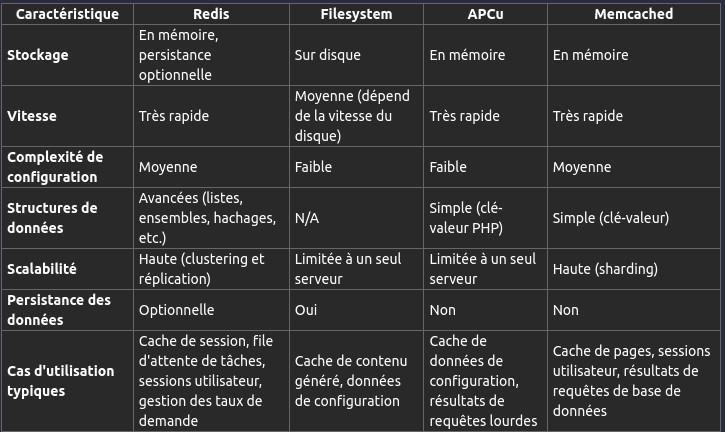 Caractéristique Redis Filesystem APCu Memcached
Stockage
En mémoire,
persistance
optionnelle
Sur disque
En mémoire
En mémoire
Vitesse
Très rapide
Moyenne (dépend
de la vitesse du
disque)
Très rapide
Très rapide
Complexité de
configuration
Moyenne
Faible
Faible
Moyenne
Structures de
données
Avancées (listes,
ensembles, hachages,
etc.)
N/A
Simple (clé-
valeur PHP)
Simple (clé-valeur)
Scalabilité
Haute (clustering et
réplication)
Limitée à un seul
serveur
Limitée à un seul
serveur
Haute (sharding)
Persistance des
données
Optionnelle
Oui
Non
Non
Cas d'utilisation
typiques
Cache de session, file
d'attente de tâches,
sessions utilisateur,
gestion des taux de
demande
Cache de contenu
généré, données
de configuration
Cache de
données de
configuration,
résultats de
requêtes lourdes
Cache de pages, sessions
utilisateur, résultats de
requêtes de base de
données